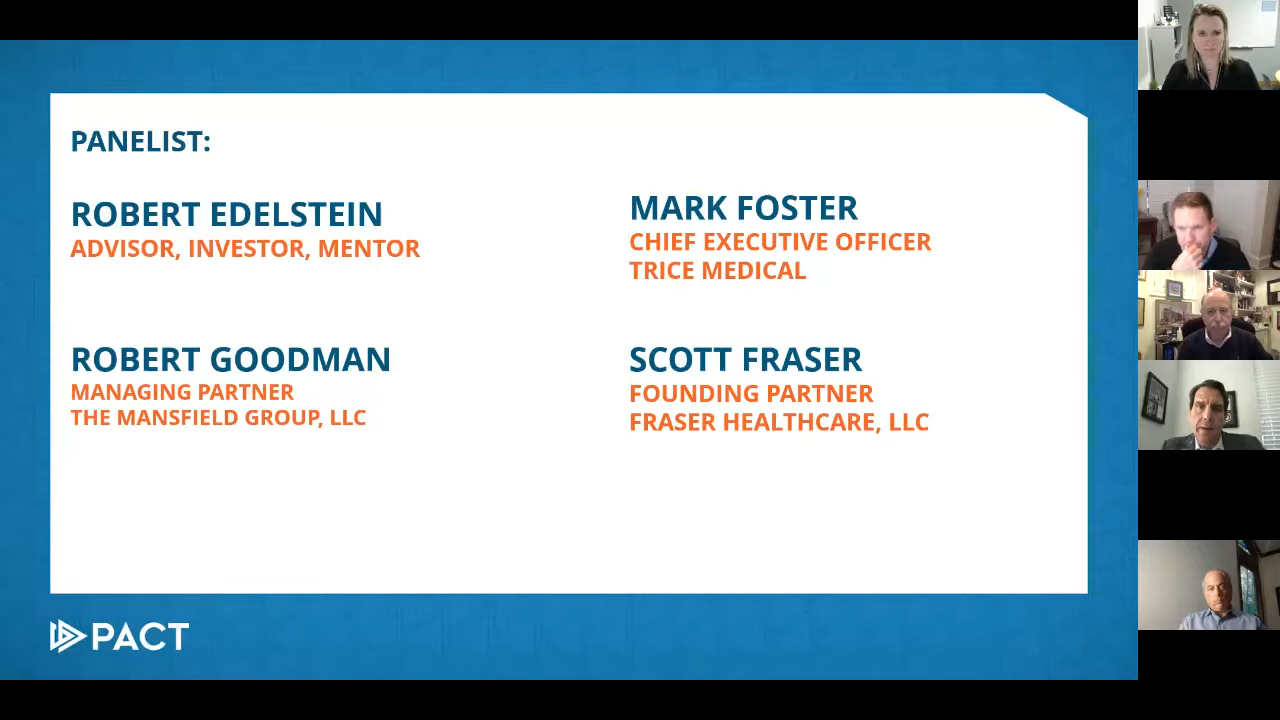 PANELIST:
ROBERT EDELSTEIN
ADVISOR, INVESTOR, MENTOR
MARK FOSTER
CHIEF EXECUTIVE OFFICER
TRICE MEDICAL
ROBERT GOODMAN
MANAGING PARTNER
THE MANSFIELD GROUP, LLC
SCOTT FRASER
FOUNDING PARTNER
FRASER HEALTHCARE, LLC
PACT